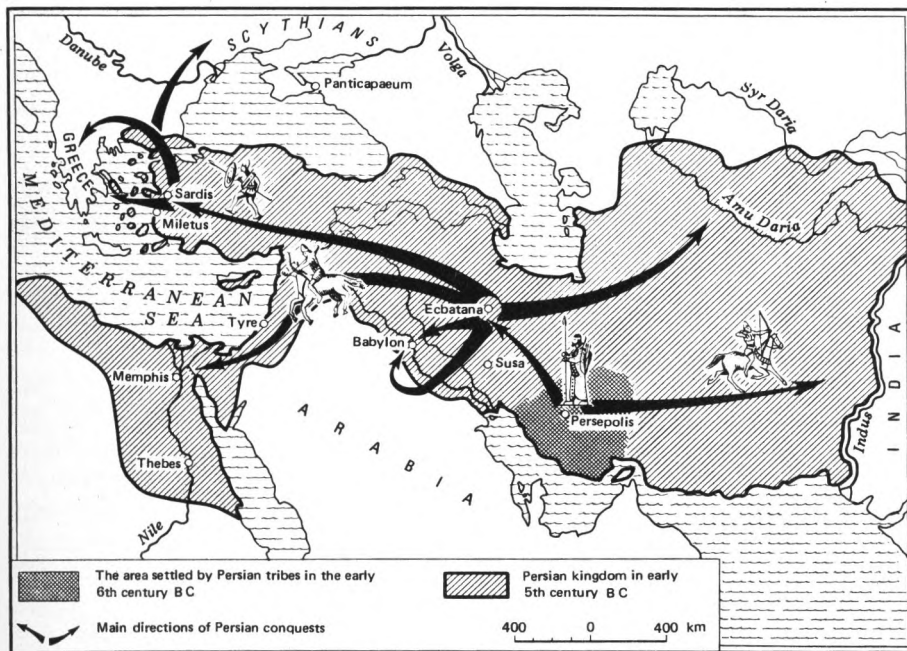 SCYTHIANS
Danube
Volga
Panticapaeum
Syr Daria
GREECE
Sardis
Amu Daria
Miletus
MEDITERRANEAN
SEA
Ecbatana
Tyre
Babylon
Susa
INDIA
Memphis
Persepolis
Indus
ARABIA
Thebes
Nile
The area settled by Persian tribes in the early
6th century BC
Persian kingdom in early
5th century BC
Main directions of Persian conquests
400 0 400 km